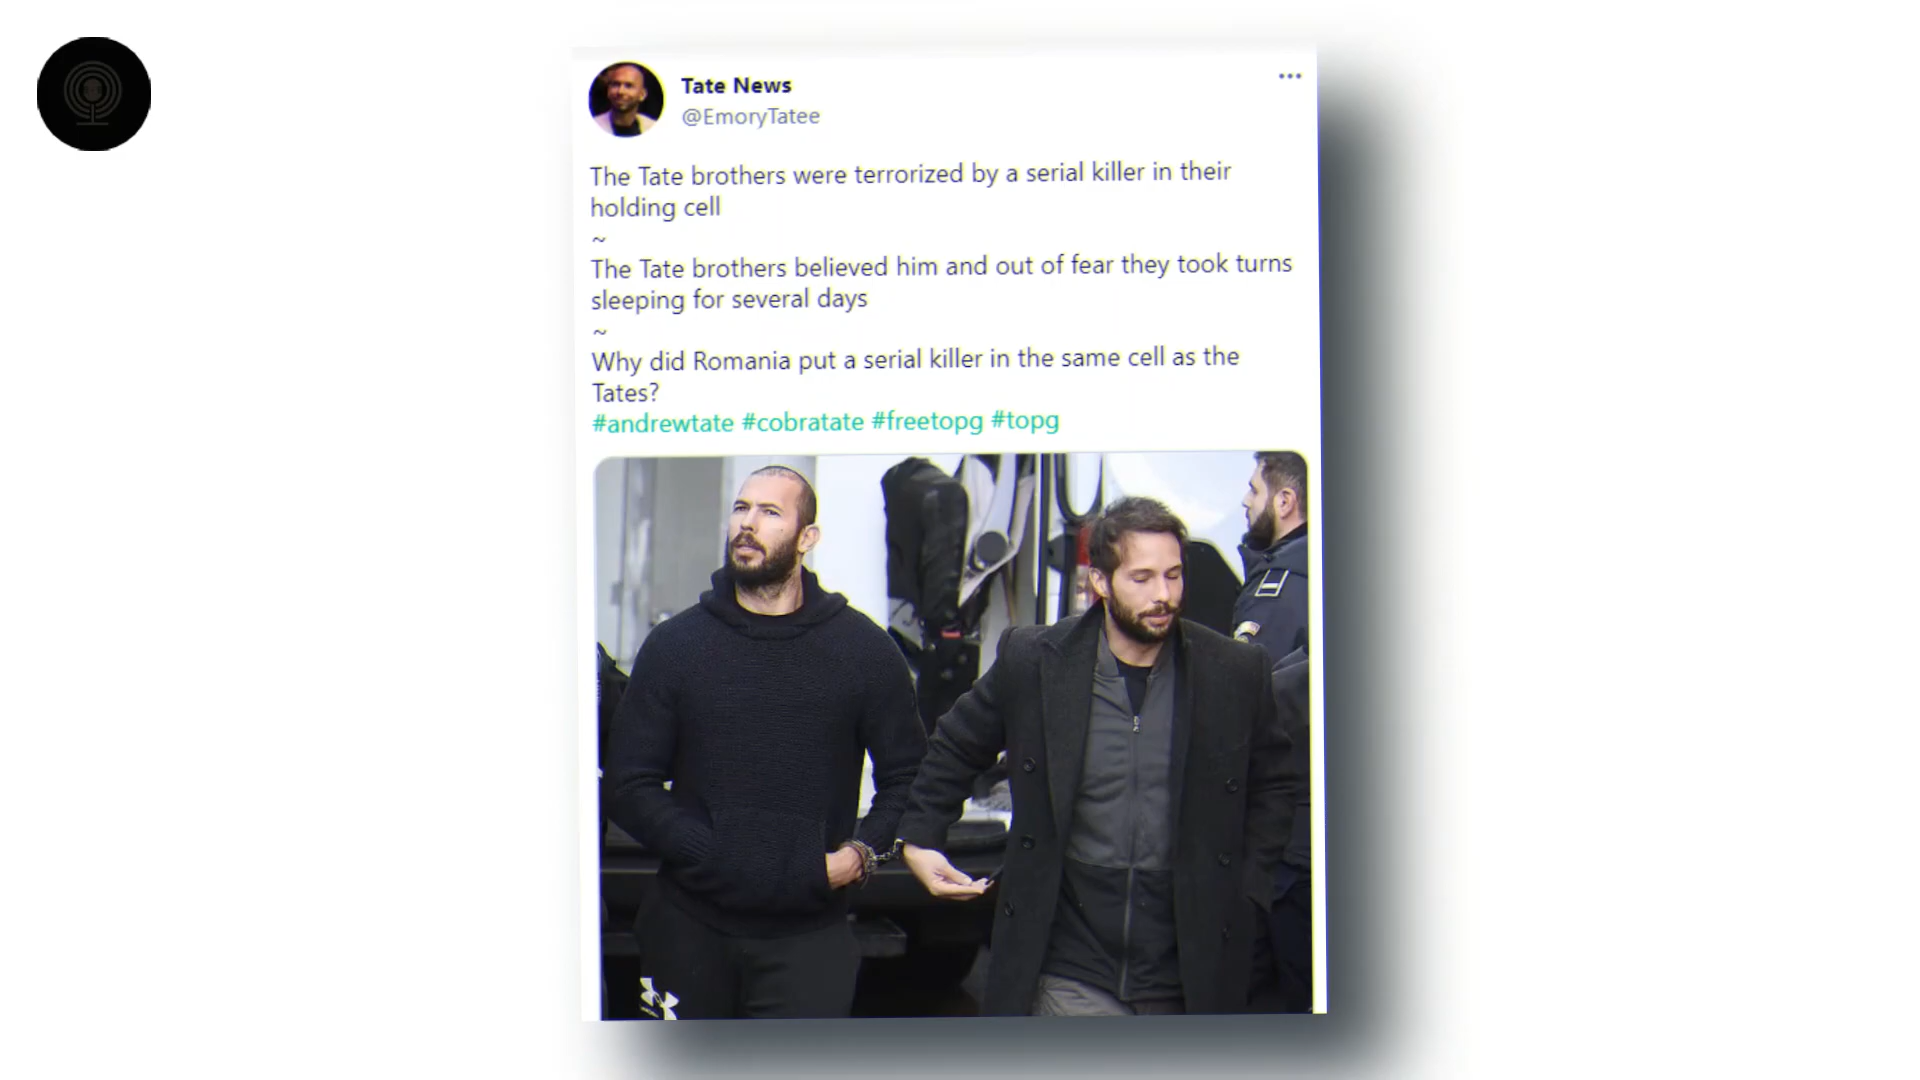 Tate News
@EmoryTatee
The Tate brothers were terrorized by a serial killer in their
holding cell
~
The Tate brothers believed him and out of fear they took turns
sleeping for several days
~
Why did Romania put a serial killer in the same cell as the
Tates?
#andrewtate #cobratate #freetopg #topg